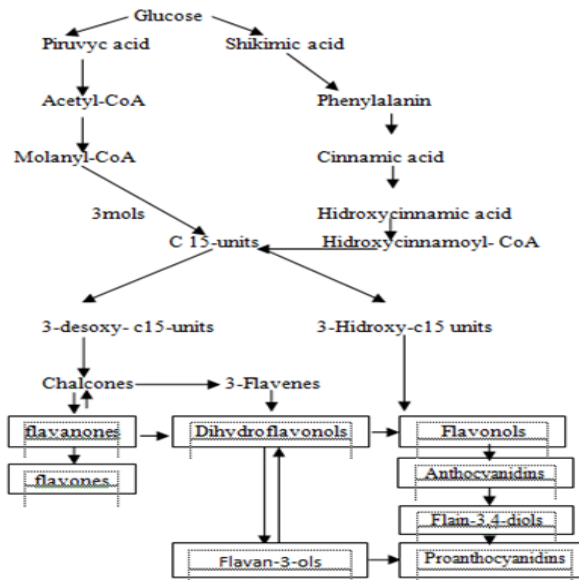 Glucose
Piruvyc acid Shikimic acid
Acetyl-CoA Phenylalanin
Molanyl-CoA Cinnamic acid
3mols Hidroxycinnamic acid
C 15-units Hidroxycinnamoyl- CoA
3-desoxy- c15-units 3-Hidroxy-c15 units
Chalcones 3-Flavenes
flavanones Dihydroflavonols Flavonols
flavones Anthocyanidins
Flain-3,4-diols
Flavan-3-ols Proanthocyanidins